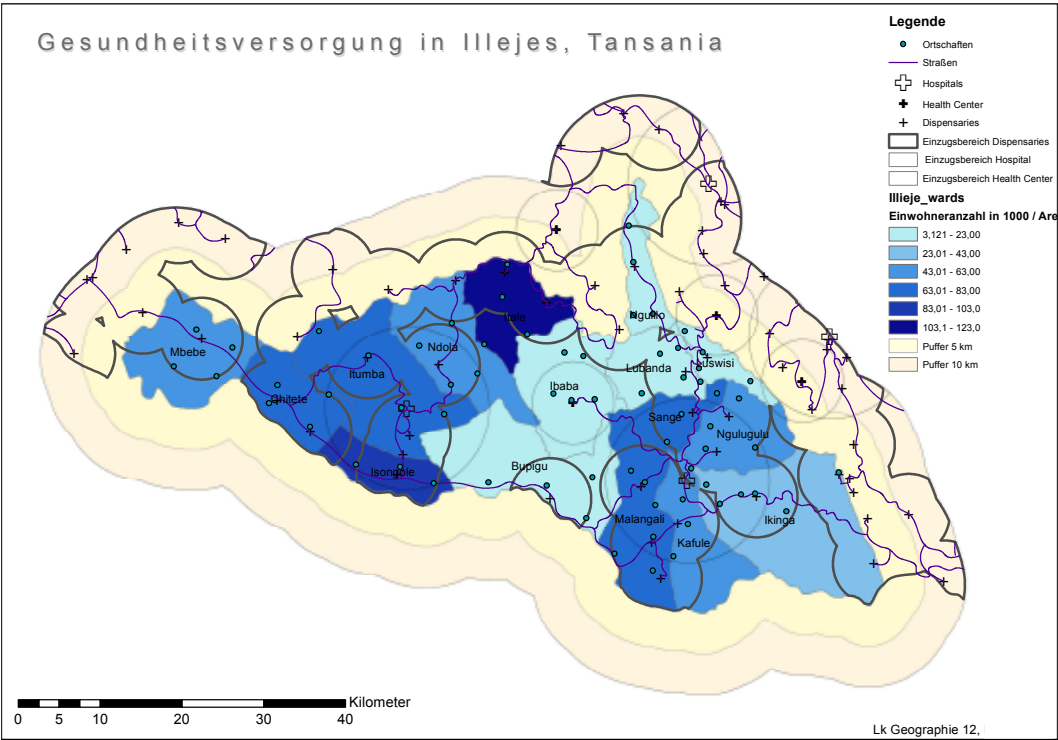 Gesundheitsversorgung in Illejes, Tansania
Legende
Ortschaften
Straßen
Hospitals
Health Center
Dispensaries
Einzugsbereich Dispensaries
Einzugsbereich Hospital
Einzugsbereich Health Center
Illieje_wards
Einwohneranzahl in 1000 / Are
3,121 - 23,00
23,01 - 43,00
43,01 - 63,00
63,01 - 83,00
83,01 - 103,0
103,1 - 123,0
Puffer 5 km
Puffer 10 km
Itale
Ngulilo
Mbebe
Ndola
Luswisi
Itumba
Lubanda
Ibaba
Chitete
Sange
Ngulugulu
Isongole
Bupigu
Malangali
Ikinga
Kafule
Kilometer
0 5 10 20 30 40
Lk Geographie 12,